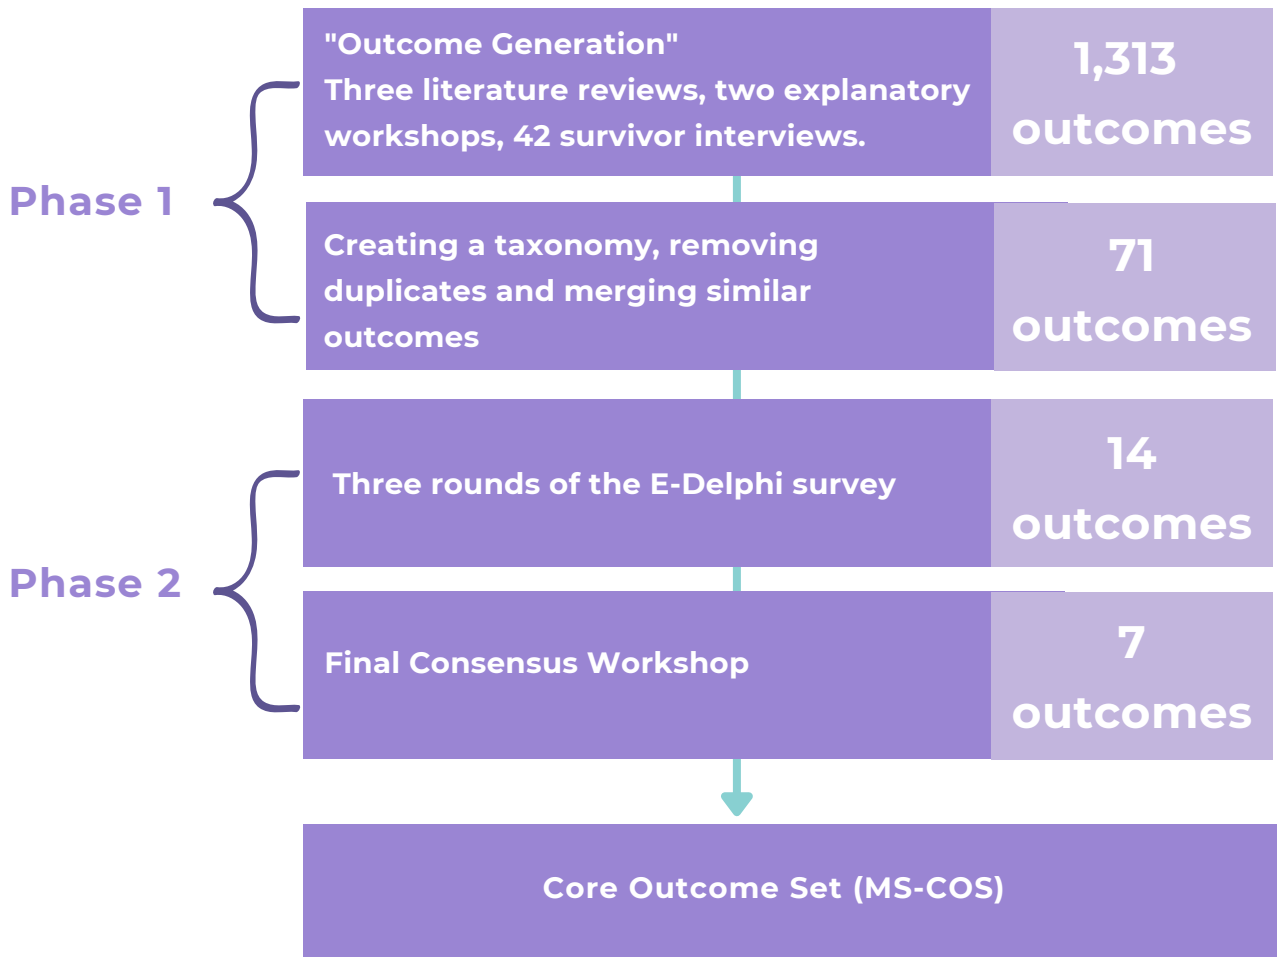 "Outcome Generation"
Three literature reviews, two explanatory
workshops, 42 survivor interviews.
1,313
outcomes
Phase 1
Creating a taxonomy, removing
duplicates and merging similar
outcomes
71
outcomes
Three rounds of the E-Delphi survey
14
outcomes
Phase 2
Final Consensus Workshop
7
outcomes
Core Outcome Set (MS-COS)